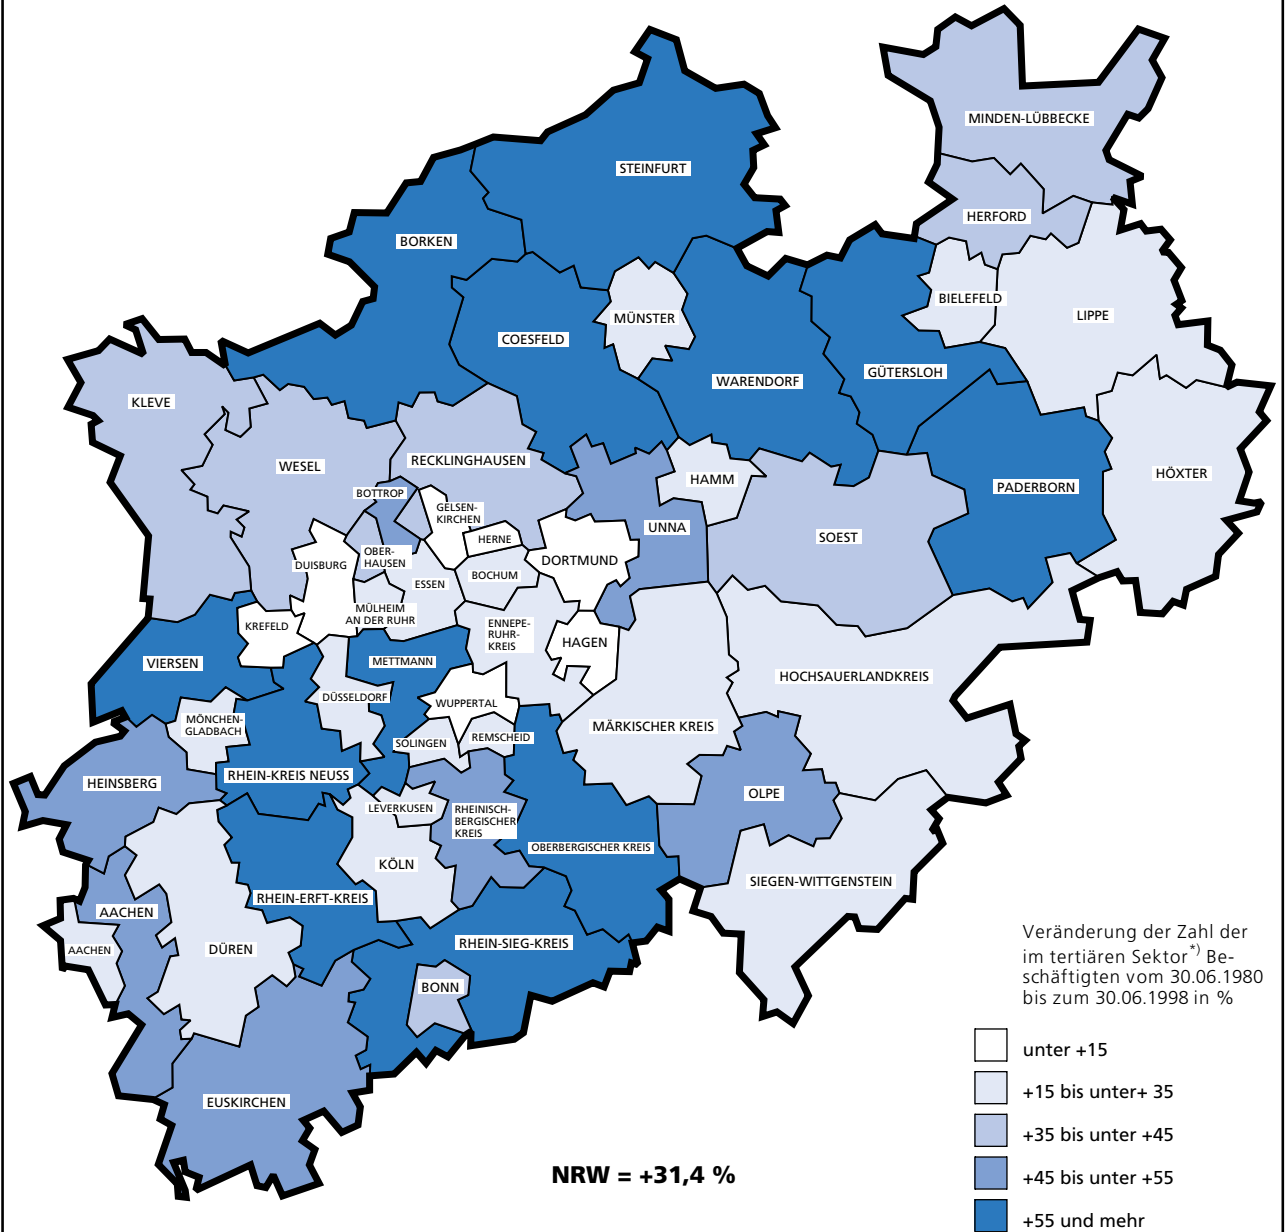 MINDEN-LÜBBECKE
STEINFURT
HERFORD
BORKEN
BIELEFELD
LIPPE
MÜNSTER
COESFELD
GÜTERSLOH
WARENDORF
KLEVE
RECKLINGHAUSEN
WESEL
HÖXTER
HAMM
PADERBORN
BOTTROP
GELSEN-
KIRCHEN
UNNA
SOEST
HERNE
OBER-
HAUSEN
DORTMUND
DUISBURG
BOCHUM
ESSEN
MÜLHEIM
AN DER RUHR
KREFELD
ENNEPE-
RUHR-
KREIS
HAGEN
VIERSEN
METTMANN
HOCHSAUERLANDKREIS
DÜSSELDORF
WUPPERTAL
MÖNCHEN-
GLADBACH
MÄRKISCHER KREIS
SOLINGEN
REMSCHEID
RHEIN-KREIS NEUSS
HEINSBERG
OLPE
LEVERKUSEN
RHEINISCH-
BERGISCHER
KREIS
OBERBERGISCHER KREIS
KÖLN
SIEGEN-WITTGENSTEIN
RHEIN-ERFT-KREIS
AACHEN
RHEIN-SIEG-KREIS
AACHEN
DÜREN
BONN
EUSKIRCHEN
Veränderung der Zahl der
im tertiären Sektor*) Be-
schäftigten vom 30.06.1980
bis zum 30.06.1998 in %
unter +15
+15 bis unter+ 35
+35 bis unter +45
+45 bis unter +55
+55 und mehr
NRW = +31,4 %